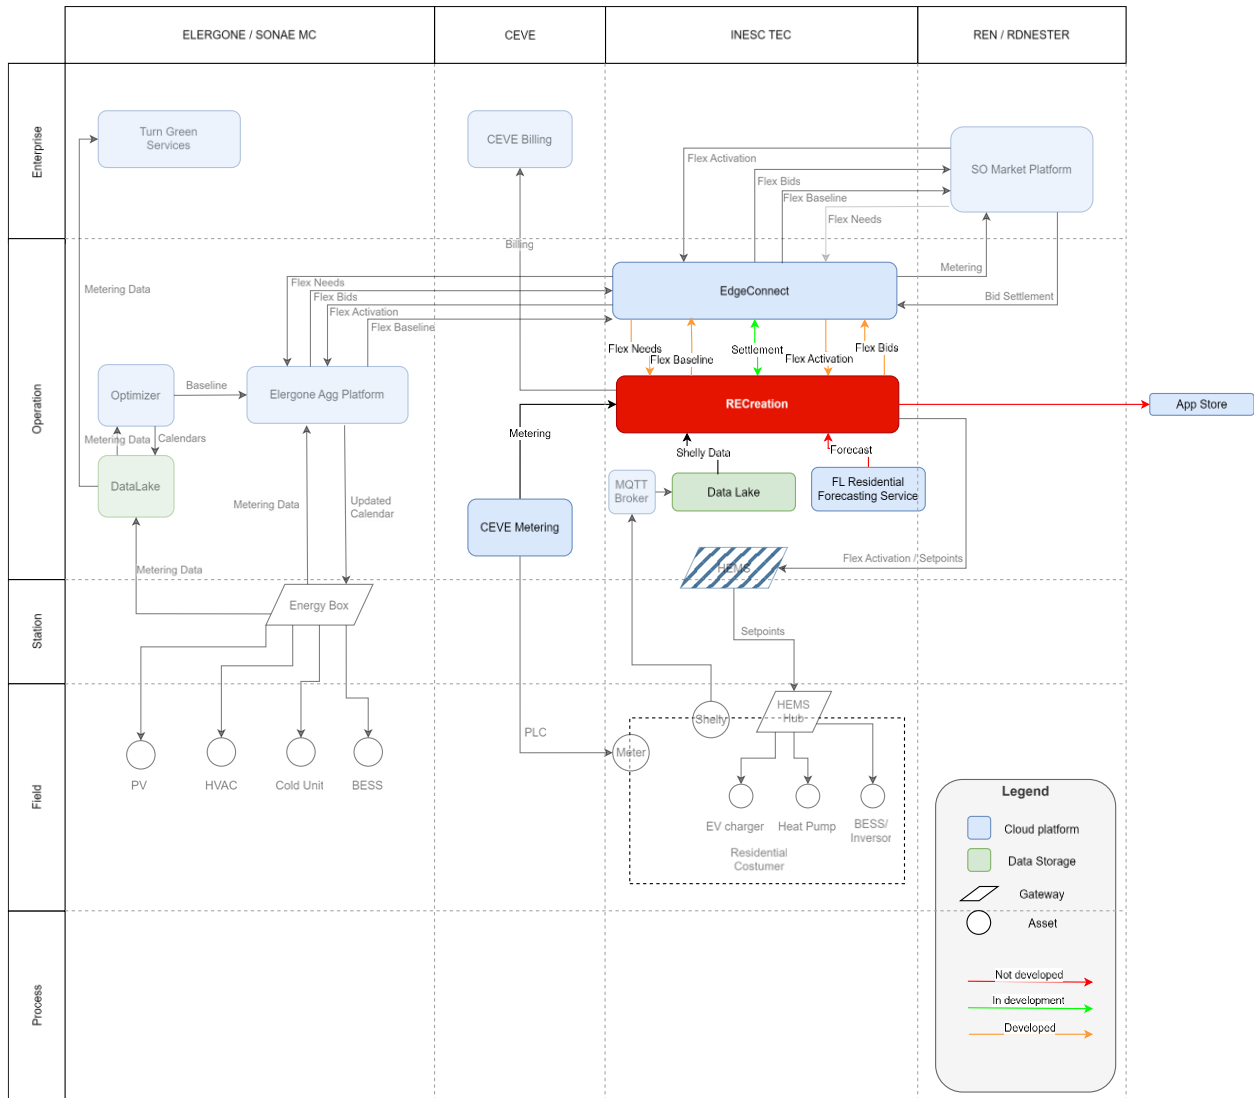 ELERGONE / SONAE MC
CEVE
INESC TEC
REN / RDNESTER
Enterprise
Turn Green
Services
CEVE Billing
SO Market Platform
Flex Activation
Flex Bids
Flex Baseline
Flex Needs
Billing
Operation
Metering Data
Flex Needs
Flex Bids
Flex Activation
Flex Baseline
EdgeConnect
Metering
Bid Settlement
Flex Needs
Flex Baseline
Settlement
Flex Activation
Flex Bids
Optimizer
Baseline
Elergone Agg Platform
RECreation
App Store
Metering Data
Calendars
Metering
Shelly Data
Forecast
DataLake
Metering Data
Updated
Calendar
MQTT
Broker
Data Lake
FL Residential
Forecasting Service
CEVE Metering
Metering Data
HEMS
Flex Activation / Setpoints
Station
Energy Box
Setpoints
Field
Shelly
HEMS
Hub
PLC
Meter
PV
HVAC
Cold Unit
BESS
EV charger
Heat Pump
BESS/
Inversor
Residential
Costumer
Legend
Cloud platform
Data Storage
Gateway
Asset
Not developed
In development
Developed
Process